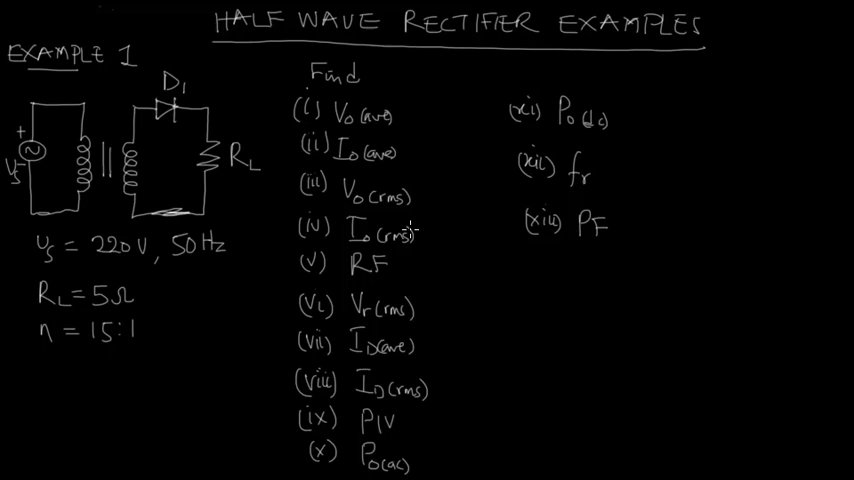 HALF WAVE RECTIFIER EXAMPLES
EXAMPLE 1
D1
+
Vs
-
RL
Vs = 220V, 50Hz
RL = 5Ω
n = 15:1
Find
(i) Vo(ave)
(ii) Io(ave)
(iii) Vo(rms)
(iv) Io(rms)
(v) RF
(vi) Vr(rms)
(vii) ID(ave)
(viii) ID(rms)
(ix) PIV
(x) Po(ac)
(xi) Po(dc)
(xii) fr
(xiii) PF